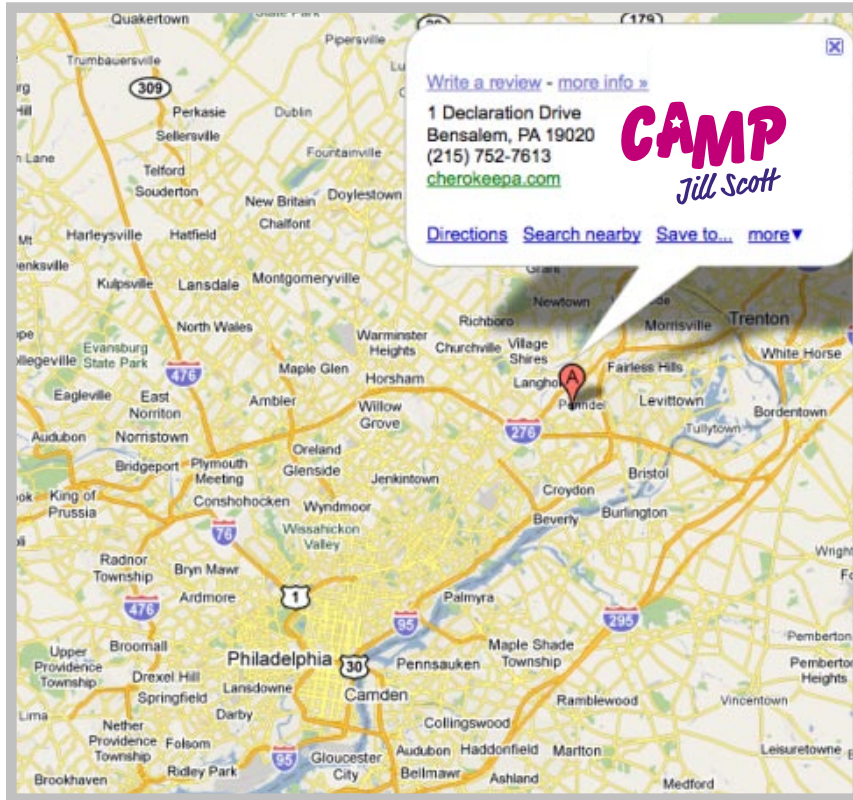 Quakertown
Pipersville
179
Trumbauersville
309
Perkasie
Dublin
Sellersville
Fountainville
Telford
Souderton
New Britain
Doylestown
Chalfont
Harleysville
Hatfield
Write a review - more info »
1 Declaration Drive
Bensalem, PA 19020
(215) 752-7613
cherokeepa.com
CAMP
Jill Scott
Directions Search nearby Save to... more▼
Kulpsville
Lansdale
Montgomeryville
Newtown
North Wales
Richboro
Morrisville
Trenton
Evansburg
State Park
Warminster
Heights
Churchville
Village
Shires
White Horse
476
Maple Glen
Horsham
A
Fairless Hills
Eagleville
East
Norriton
Ambler
Willow
Grove
Levittown
Bordentown
276
Tullytown
Audubon
Norristown
Oreland
Bridgeport
Plymouth
Meeting
Glenside
Jenkintown
Bristol
King of
Prussia
Conshohocken
Wyndmoor
Croydon
Beverly
Burlington
76
Wissahickon
Valley
Radnor
Township
Bryn Mawr
Ardmore
476
1
Palmyra
95
295
Upper
Providence
Township
Broomall
Philadelphia
30
Pennsauken
Maple Shade
Township
Pemberton
Drexel Hill
Springfield
Lansdowne
Camden
Ramblewood
Vincentown
Darby
Collingswood
Nether
Providence
Township
Folsom
Ridley Park
95
Gloucester
City
Audubon
Haddonfield
Marlton
Leisuretowne
Brookhaven
Bellmawr
Ashland
Medford